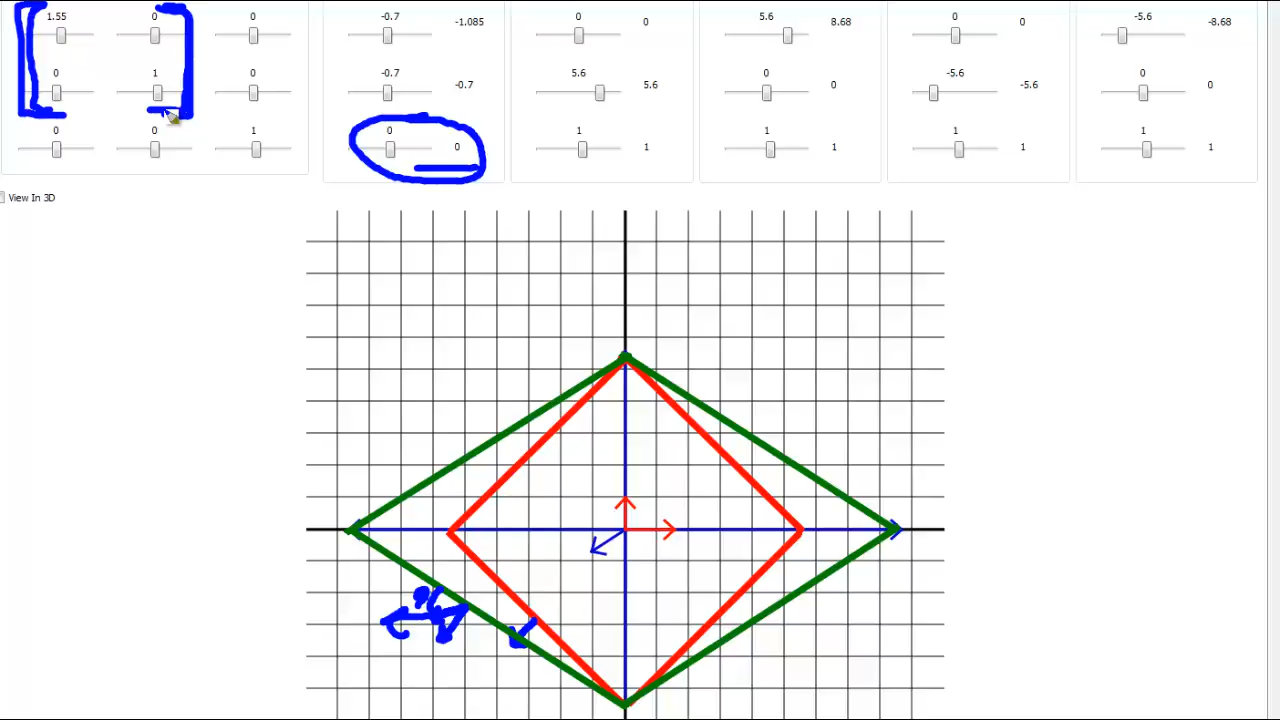 1.55 0 0 -0.7 -1.085 0 0 5.6 8.68 0 0 -5.6 -8.68
0 1 0 -0.7 -0.7 5.6 5.6 0 0 -5.6 -5.6 0 0
0 0 1 0 0 1 1 1 1 1 1 1 1
View In 3D